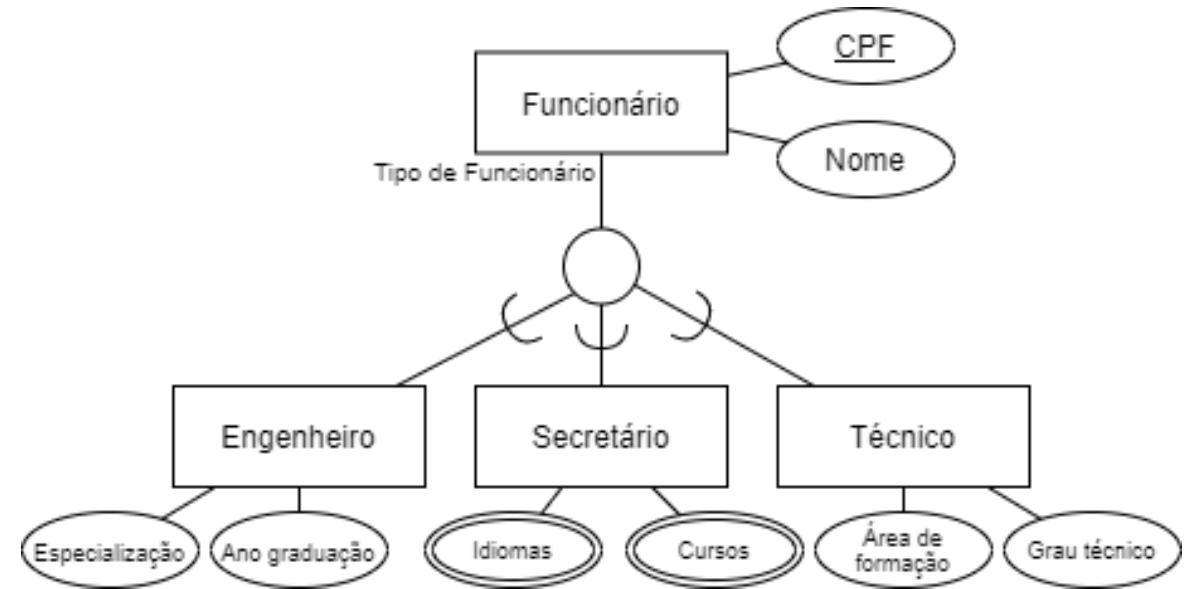 CPF
Funcionário
Nome
Tipo de Funcionário
Engenheiro
Secretário
Técnico
Especialização
Ano graduação
Idiomas
Cursos
Área de
formação
Grau técnico